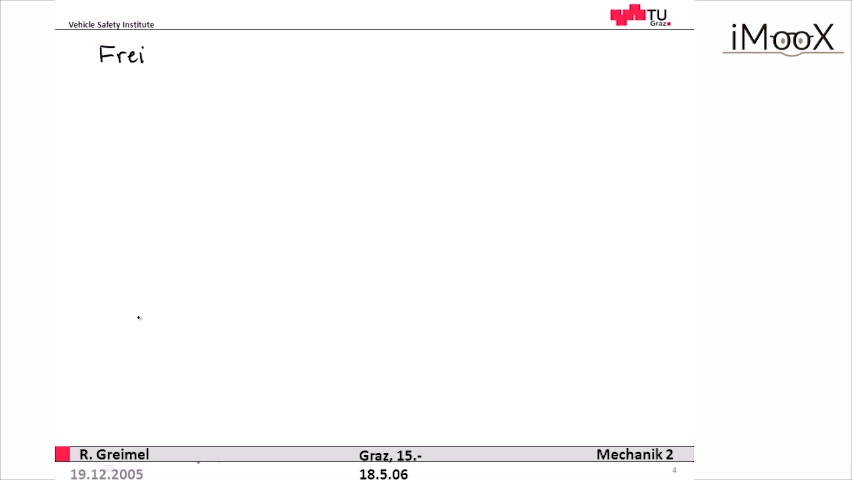 Vehicle Safety Institute
TU
Graz
iMooX
Frei
R. Greimel
Graz, 15.-
18.5.06
Mechanik 2
19.12.2005
4